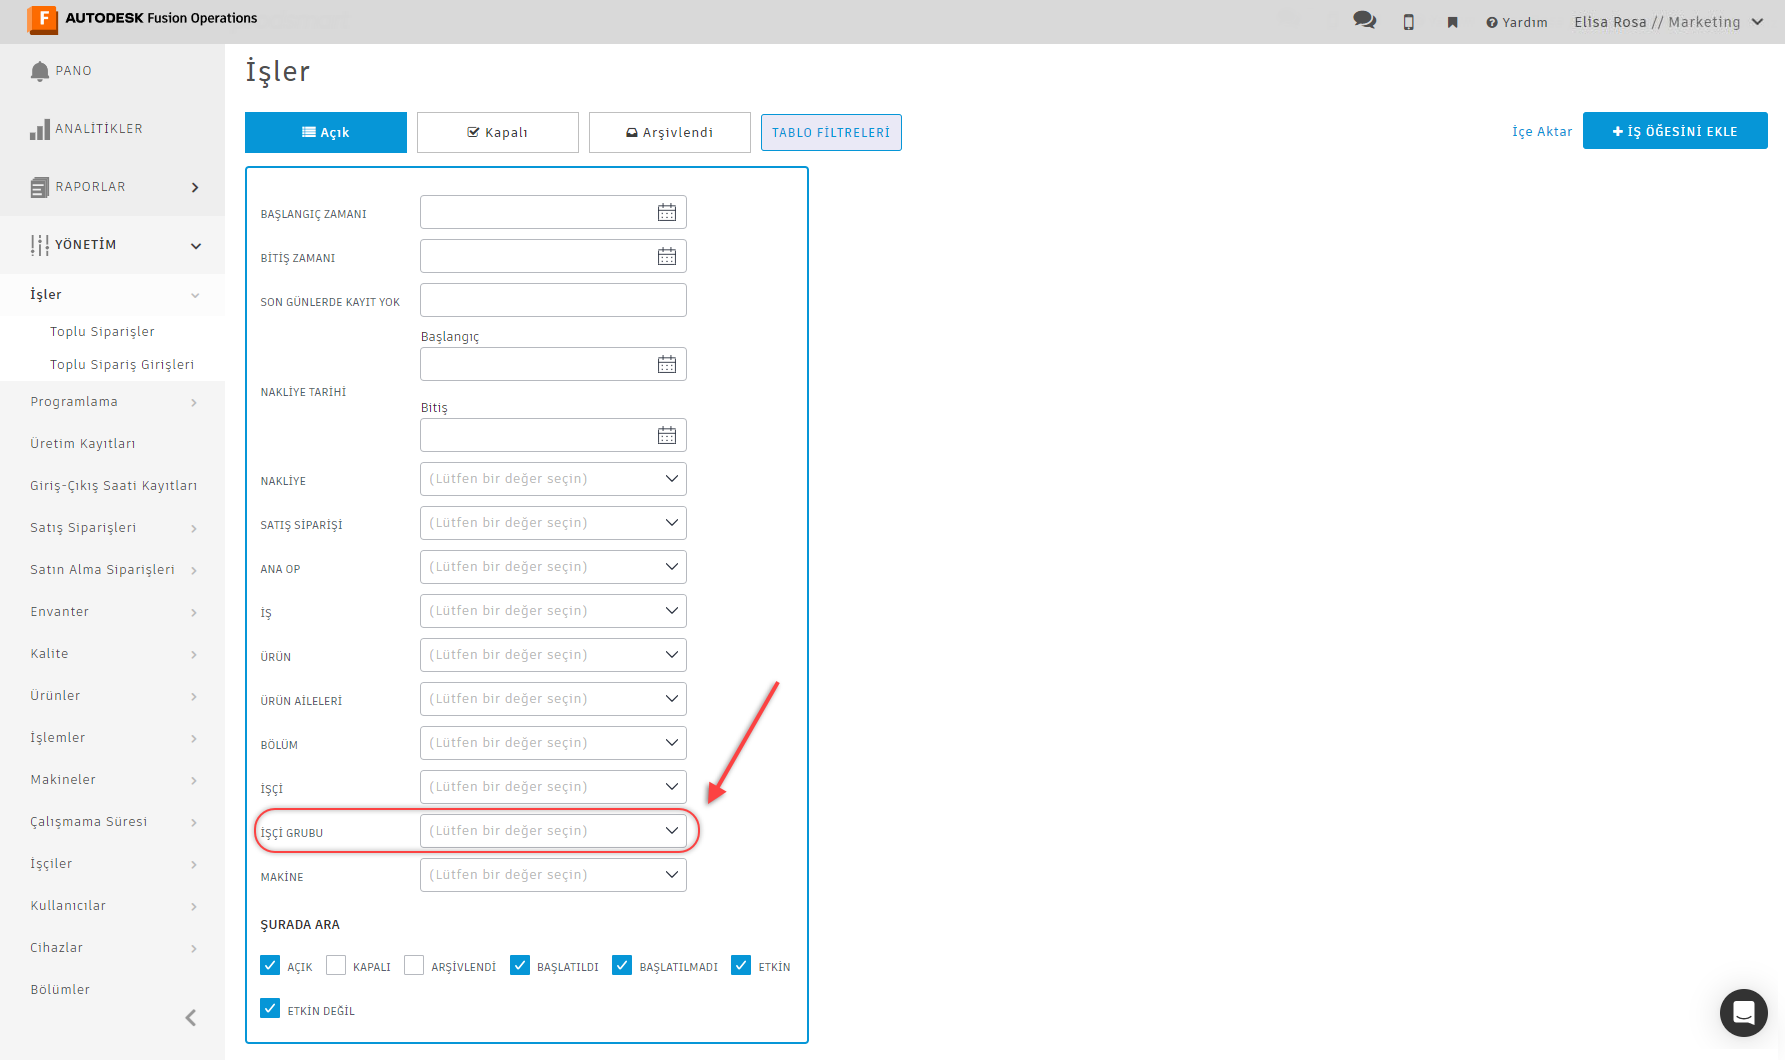 F AUTODESK Fusion Operations
Yardım
Elisa Rosa // Marketing
PANO
ANALİTİKLER
RAPORLAR
YÖNETİM
İşler
Toplu Siparişler
Toplu Sipariş Girişleri
Programlama
Üretim Kayıtları
Giriş-Çıkış Saati Kayıtları
Satış Siparişleri
Satın Alma Siparişleri
Envanter
Kalite
Ürünler
İşlemler
Makineler
Çalışmama Süresi
İşçiler
Kullanıcılar
Cihazlar
Bölümler
İşler
Açık
Kapalı
Arşivlendi
TABLO FİLTRELERİ
İçe Aktar
İŞ ÖĞESİNİ EKLE
BAŞLANGIÇ ZAMANI
BİTİŞ ZAMANI
SON GÜNLERDE KAYIT YOK
NAKLİYE TARİHİ
Başlangıç
Bitiş
NAKLİYE (Lütfen bir değer seçin)
SATIŞ SİPARİŞİ (Lütfen bir değer seçin)
ANA OP (Lütfen bir değer seçin)
İŞ (Lütfen bir değer seçin)
ÜRÜN (Lütfen bir değer seçin)
ÜRÜN AİLELERİ (Lütfen bir değer seçin)
BÖLÜM (Lütfen bir değer seçin)
İŞÇİ (Lütfen bir değer seçin)
İŞÇİ GRUBU (Lütfen bir değer seçin)
MAKİNE (Lütfen bir değer seçin)
ŞURADA ARA
AÇIK KAPALI ARŞİVLENDİ BAŞLATILDI BAŞLATILMADI ETKİN
ETKİN DEĞİL